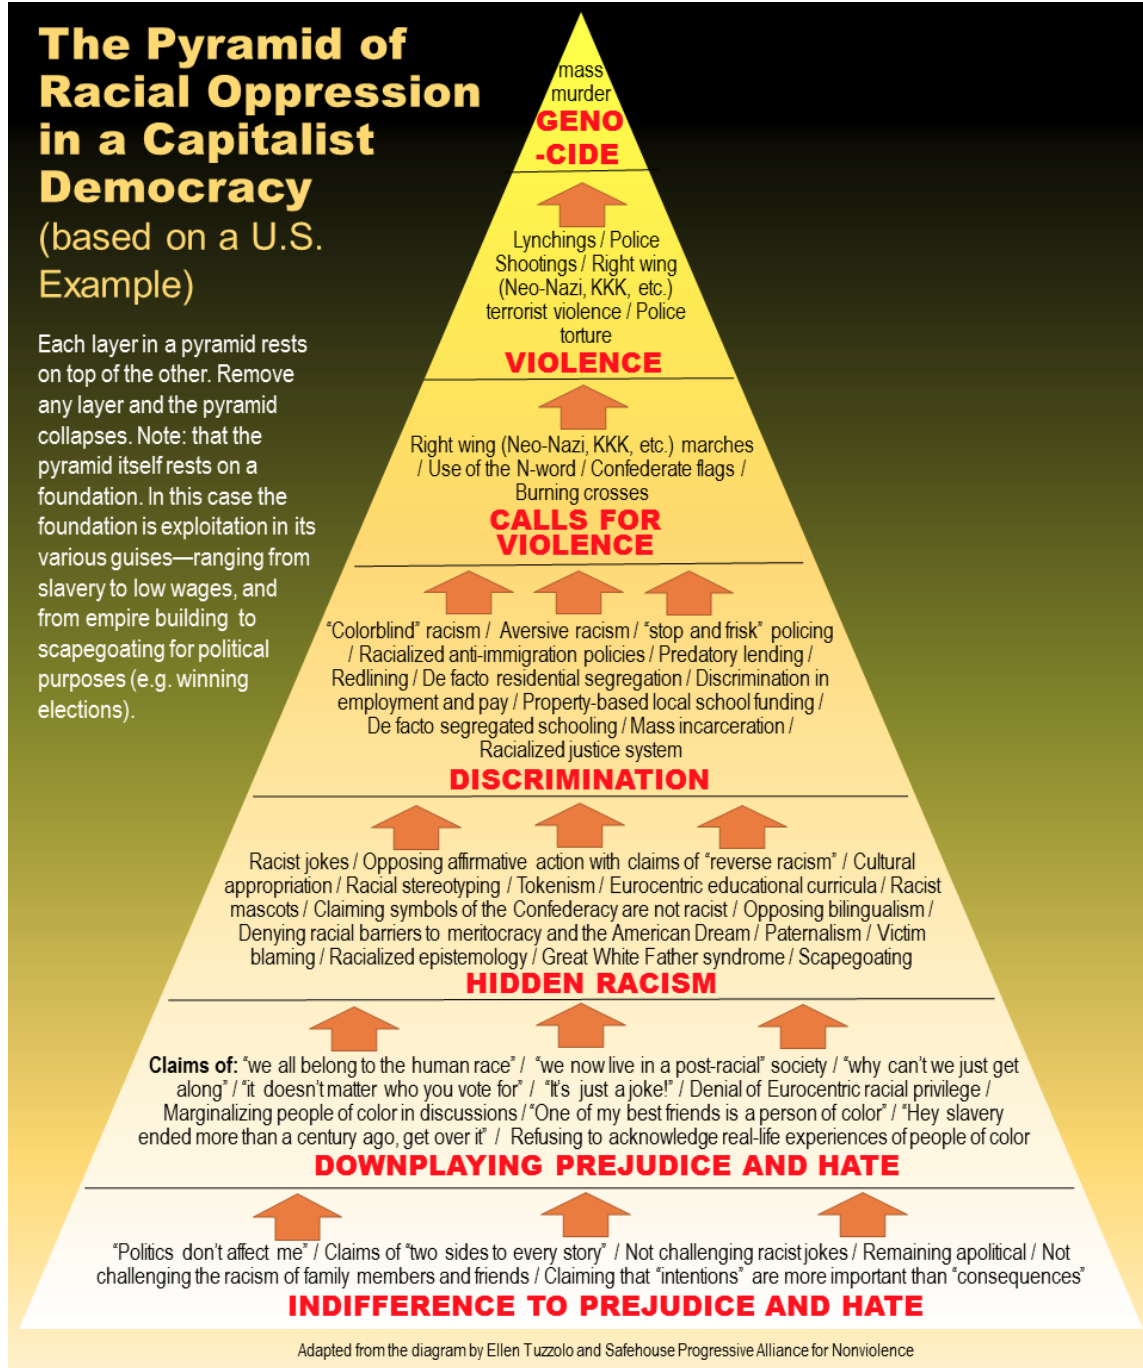 The Pyramid of
Racial Oppression
in a Capitalist
Democracy
(based on a U.S.
Example)
Each layer in a pyramid rests
on top of the other. Remove
any layer and the pyramid
collapses. Note: that the
pyramid itself rests on a
foundation. In this case the
foundation is exploitation in its
various guises—ranging from
slavery to low wages, and
from empire building to
scapegoating for political
purposes (e.g. winning
elections).
mass
murder
GENO
-CIDE
Lynchings / Police
Shootings / Right wing
(Neo-Nazi, KKK, etc.)
terrorist violence / Police
torture
VIOLENCE
Right wing (Neo-Nazi, KKK, etc.) marches
/ Use of the N-word / Confederate flags /
Burning crosses
CALLS FOR
VIOLENCE
“Colorblind” racism / Aversive racism / “stop and frisk” policing
/ Racialized anti-immigration policies / Predatory lending /
Redlining / De facto residential segregation / Discrimination in
employment and pay / Property-based local school funding /
De facto segregated schooling / Mass incarceration /
Racialized justice system
DISCRIMINATION
Racist jokes / Opposing affirmative action with claims of “reverse racism” / Cultural
appropriation / Racial stereotyping / Tokenism / Eurocentric educational curricula / Racist
mascots / Claiming symbols of the Confederacy are not racist / Opposing bilingualism /
Denying racial barriers to meritocracy and the American Dream / Paternalism / Victim
blaming / Racialized epistemology / Great White Father syndrome / Scapegoating
HIDDEN RACISM
Claims of: “we all belong to the human race” / “we now live in a post-racial” society / “why can’t we just get
along” / “it doesn’t matter who you vote for” / “It’s just a joke!” / Denial of Eurocentric racial privilege /
Marginalizing people of color in discussions / “One of my best friends is a person of color” / “Hey slavery
ended more than a century ago, get over it” / Refusing to acknowledge real-life experiences of people of color
DOWNPLAYING PREJUDICE AND HATE
“Politics don’t affect me” / Claims of “two sides to every story” / Not challenging racist jokes / Remaining apolitical / Not
challenging the racism of family members and friends / Claiming that “intentions” are more important than “consequences”
INDIFFERENCE TO PREJUDICE AND HATE
Adapted from the diagram by Ellen Tuzzolo and Safehouse Progressive Alliance for Nonviolence